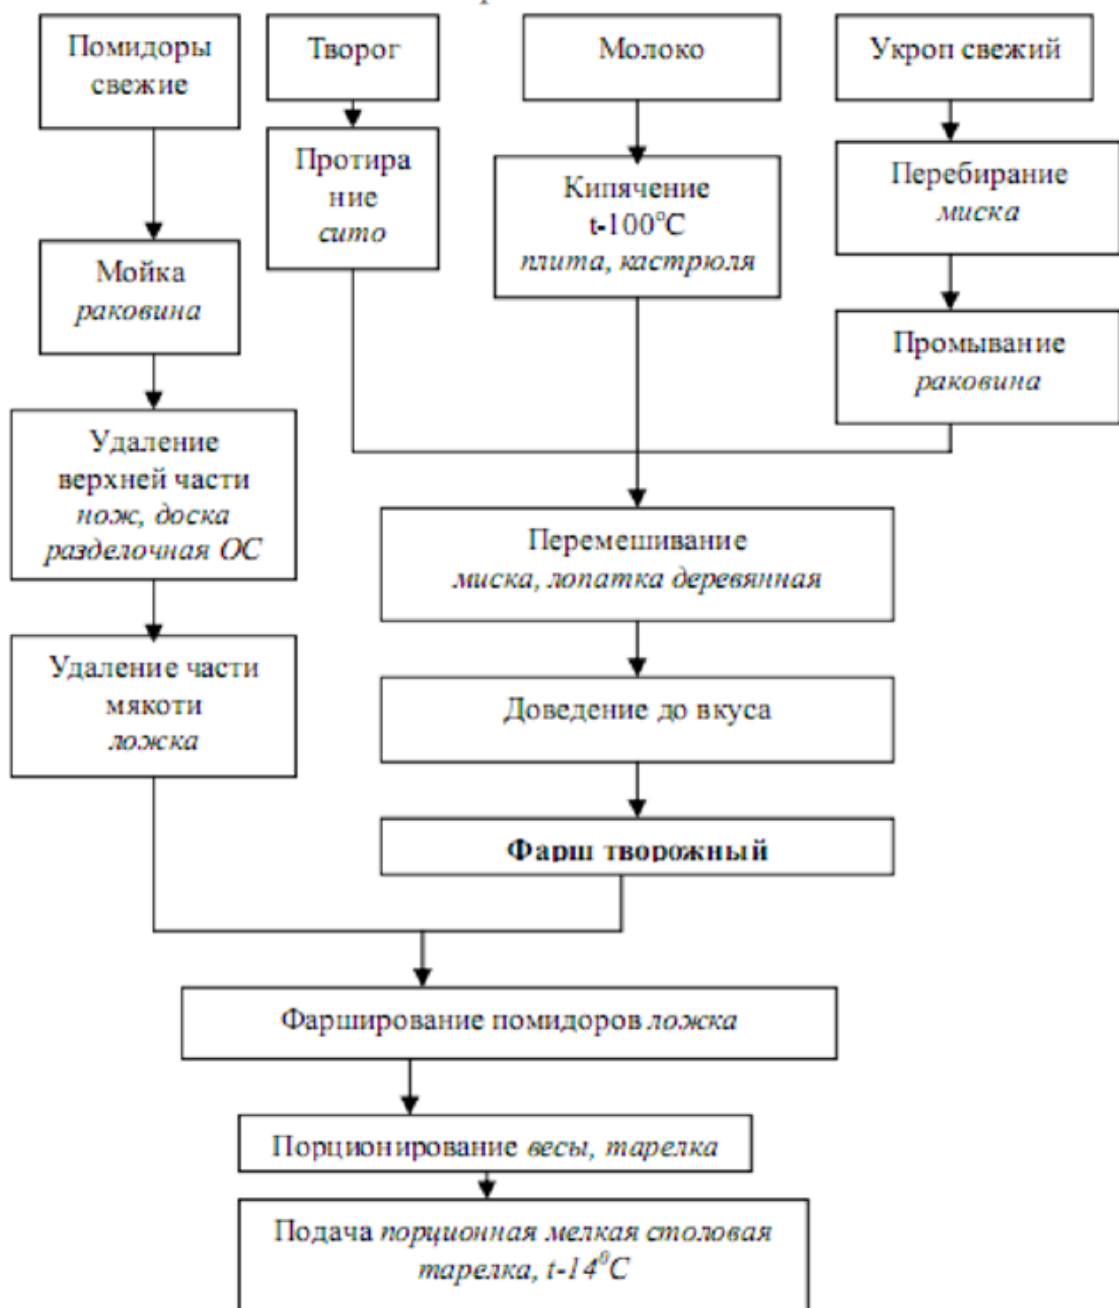 Помидоры
свежие
Творог
Молоко
Укроп свежий
Протира
ние
сито
Кипячение
t-100°C
плита, кастрюля
Перебирание
миска
Мойка
раковина
Промывание
раковина
Удаление
верхней части
нож, доска
разделочная ОС
Перемешивание
миска, лопатка деревянная
Удаление части
мякоти
ложка
Доведение до вкуса
Фарш творожный
Фарширование помидоров ложка
Порционирование весы, тарелка
Подача порционная мелкая столовая
тарелка, t-14⁰С